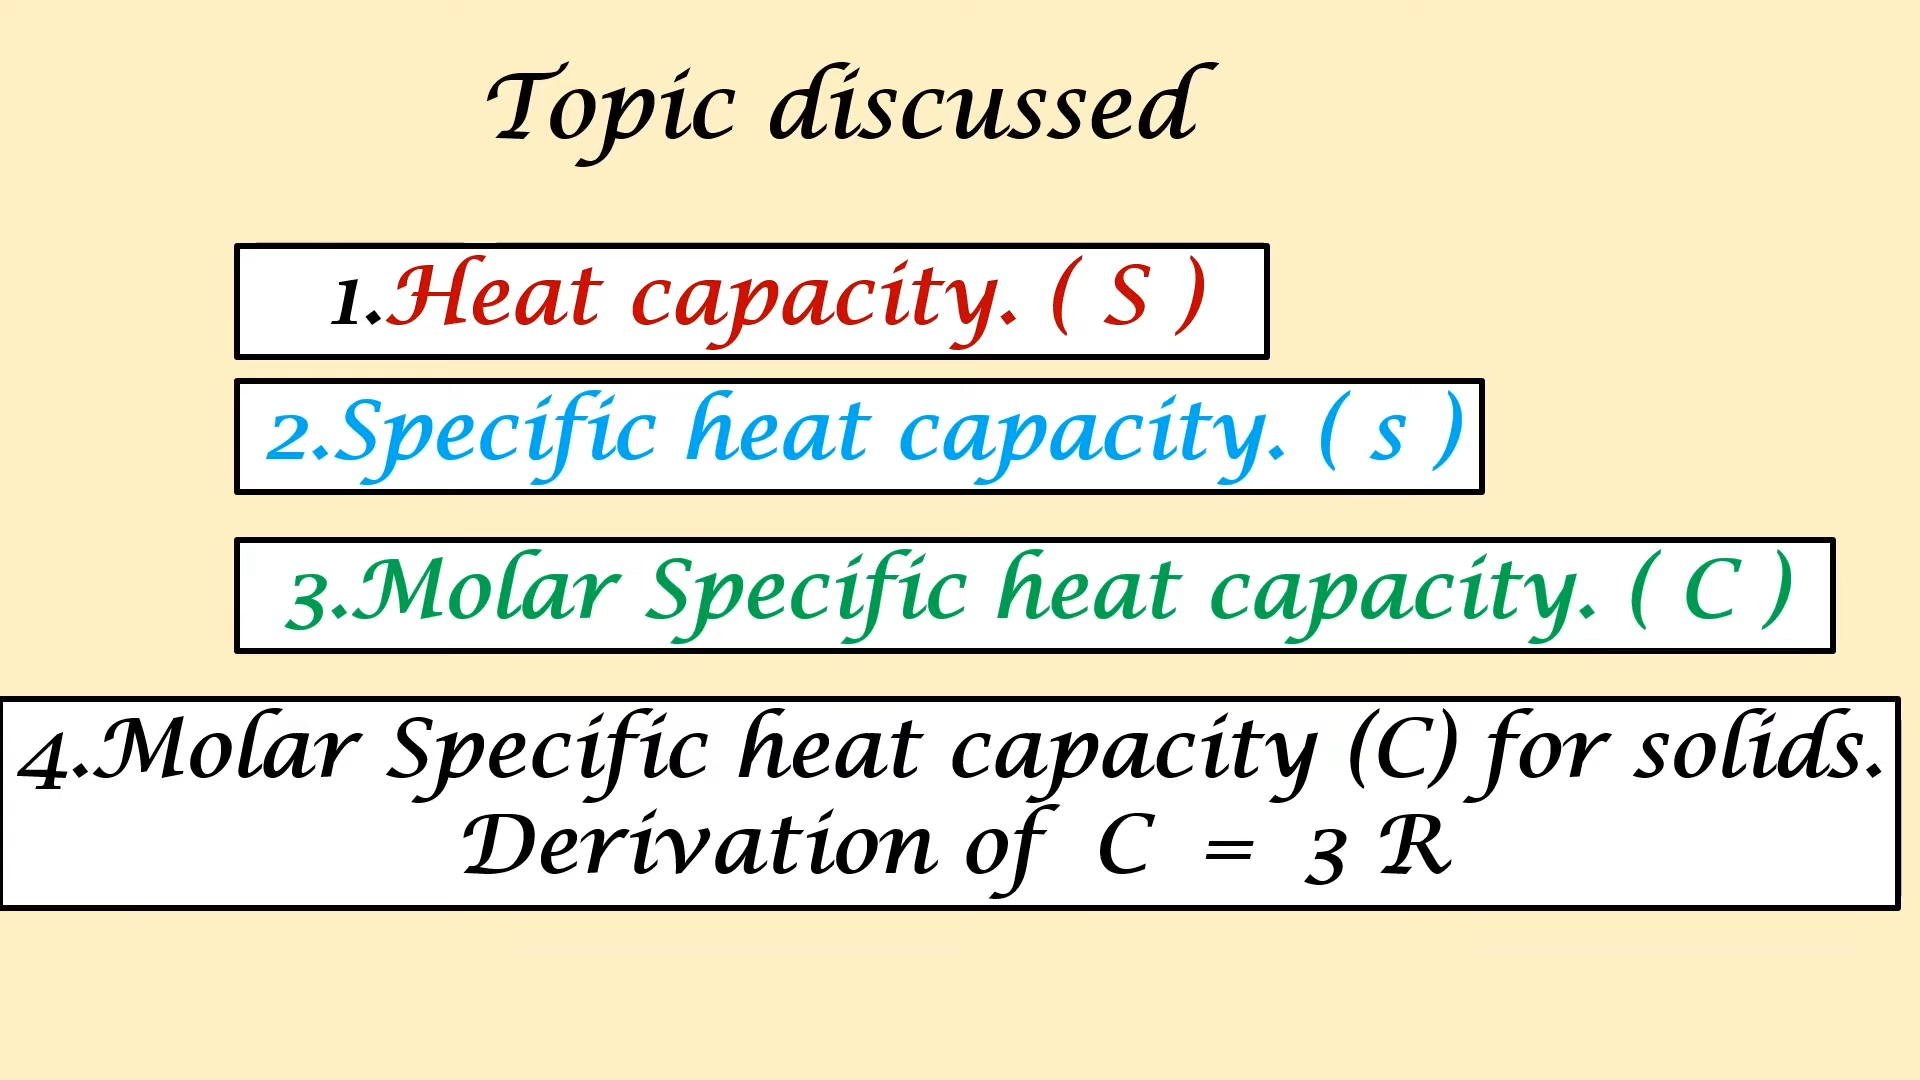 Topic discussed
1.Heat capacity. ( S )
2.Specific heat capacity. ( s )
3.Molar Specific heat capacity. ( C )
4.Molar Specific heat capacity (C) for solids.
Derivation of C = 3 R